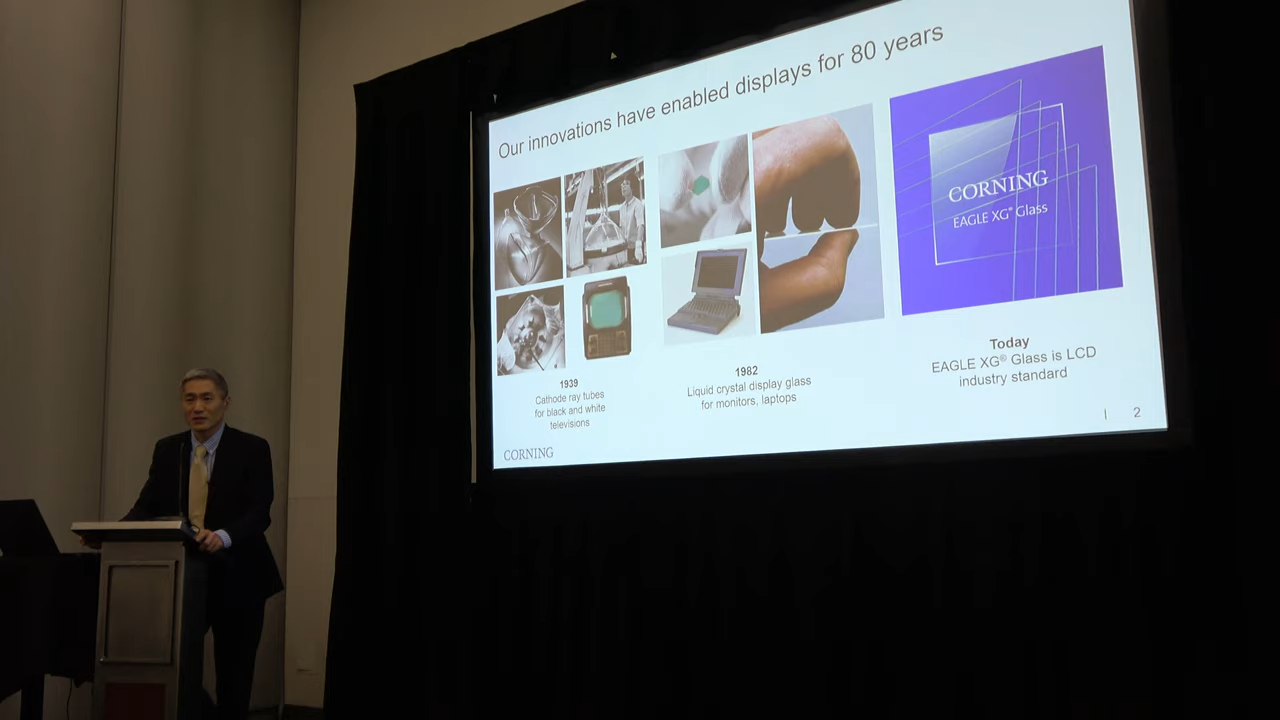 Our innovations have enabled displays for 80 years
CORNING
EAGLE XG® Glass
1939
Cathode ray tubes
for black and white
televisions
1982
Liquid crystal display glass
for monitors, laptops
Today
EAGLE XG® Glass is LCD
industry standard
CORNING
| 2